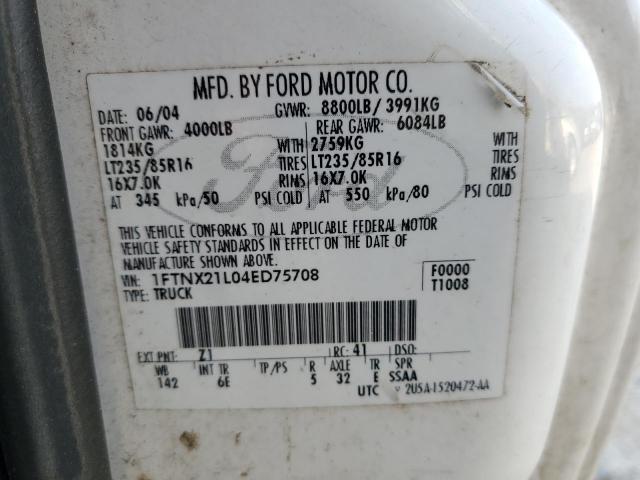 MFD. BY FORD MOTOR CO.
DATE: 06/04 GVWR: 8800LB/ 3991KG
FRONT GAWR: 4000LB REAR GAWR: 6084LB
1814KG WITH 2759KG WITH
LT235/85R16 TIRES LT235/85R16 TIRES
16X7.0K RIMS 16X7.0K RIMS
AT 345 kPa/50 PSI COLD AT 550 kPa/80 PSI COLD
THIS VEHICLE CONFORMS TO ALL APPLICABLE FEDERAL MOTOR
VEHICLE SAFETY STANDARDS IN EFFECT ON THE DATE OF
MANUFACTURE SHOWN ABOVE.
VIN: 1FTNX21L04ED75708 F0000
TYPE: TRUCK T1008
EXT PNT: Z1 RC: 41 DSO:
WB INT TR TP/PS R AXLE TR SPR
142 6E 5 32 E SSAA
UTC 2U5A-1520472-AA
Ford